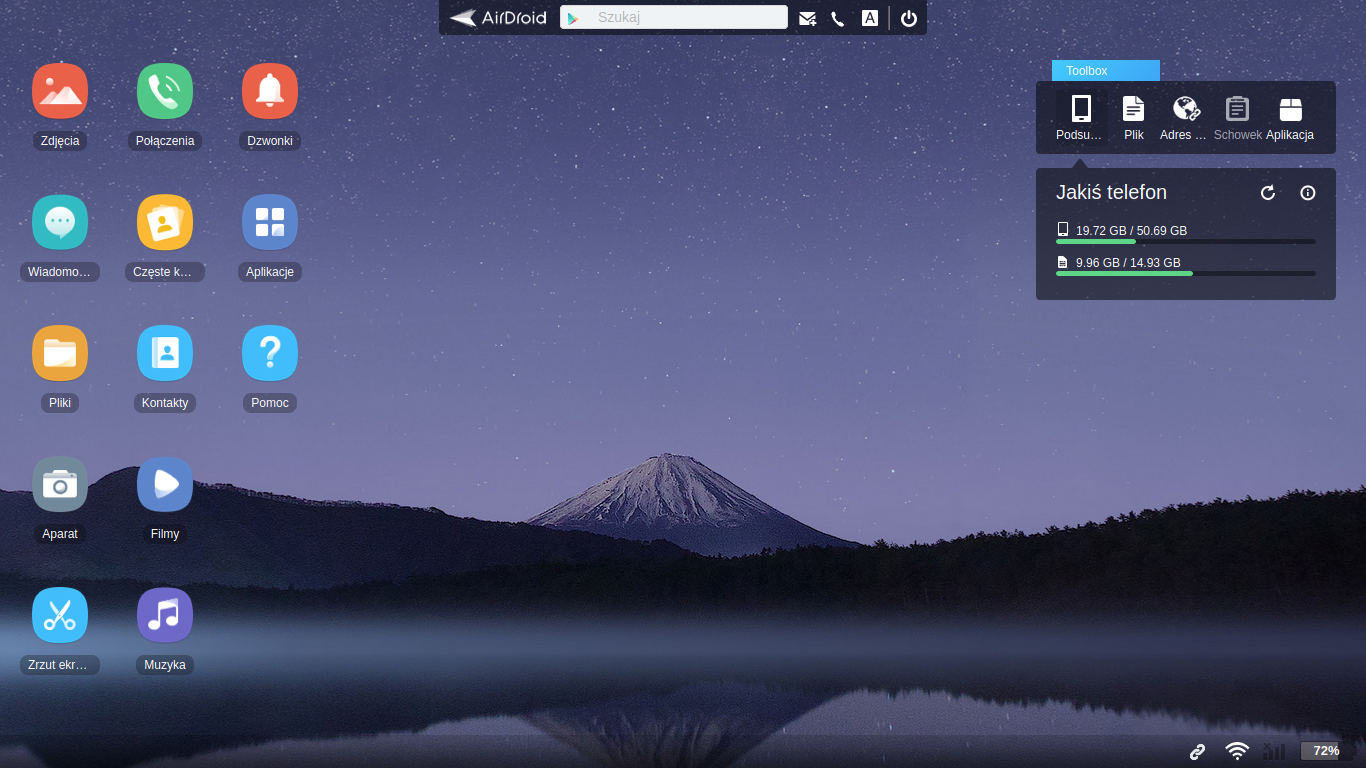 AirDroid
Szukaj
A
Toolbox
Podsu...
Plik
Adres ...
Schowek
Aplikacja
Jakiś telefon
19.72 GB / 50.69 GB
9.96 GB / 14.93 GB
Zdjęcia
Połączenia
Dzwonki
Wiadomo...
Częste k...
Aplikacje
Pliki
Kontakty
Pomoc
Aparat
Filmy
Zrzut ekr...
Muzyka
72%